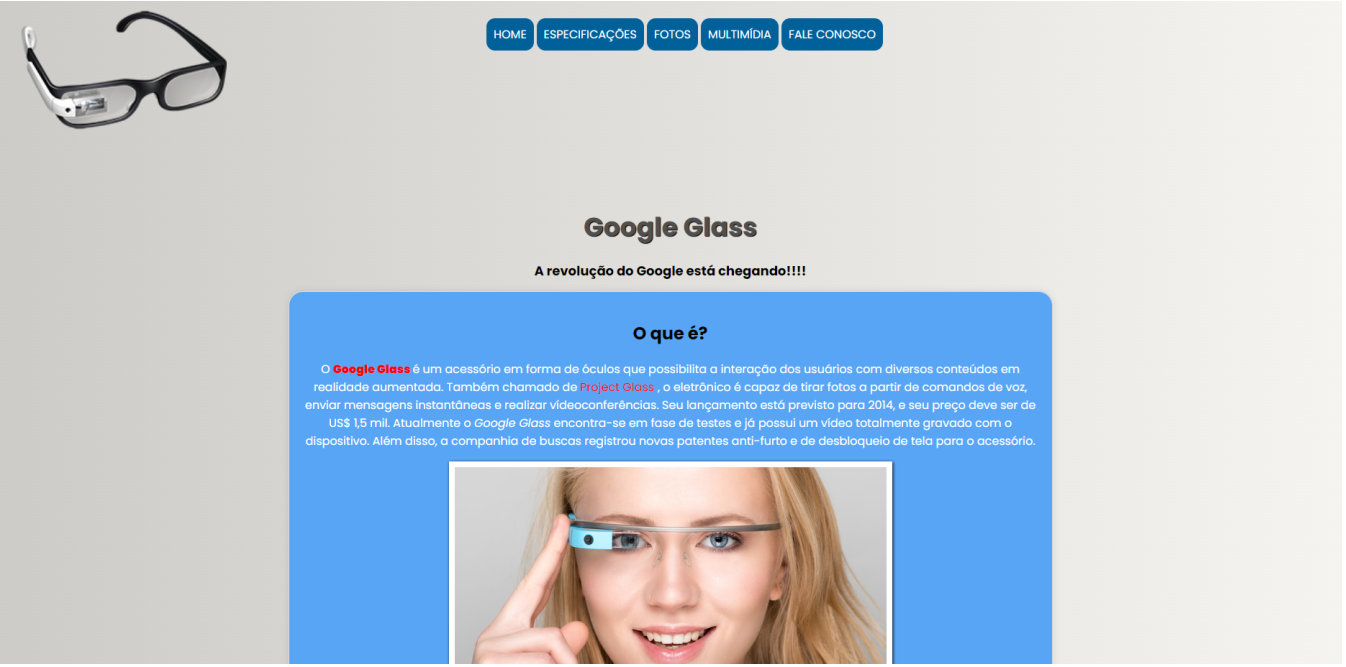 HOME ESPECIFICAÇÕES FOTOS MULTIMÍDIA FALE CONOSCO
Google Glass
A revolução do Google está chegando!!!!
O que é?
O Google Glass é um acessório em forma de óculos que possibilita a interação dos usuários com diversos conteúdos em
realidade aumentada. Também chamado de Project Glass , o eletrônico é capaz de tirar fotos a partir de comandos de voz,
enviar mensagens instantâneas e realizar vídeoconferências. Seu lançamento está previsto para 2014, e seu preço deve ser de
US$ 1,5 mil. Atualmente o Google Glass encontra-se em fase de testes e já possui um vídeo totalmente gravado com o
dispositivo. Além disso, a companhia de buscas registrou novas patentes anti-furto e de desbloqueio de tela para o acessório.